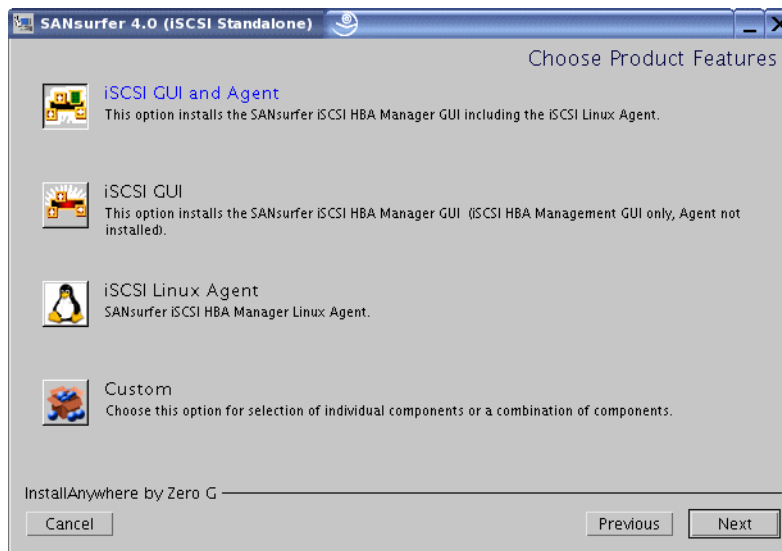 SANsurfer 4.0 (iSCSI Standalone)
Choose Product Features
iSCSI GUI and Agent
This option installs the SANsurfer iSCSI HBA Manager GUI including the iSCSI Linux Agent.
iSCSI GUI
This option installs the SANsurfer iSCSI HBA Manager GUI (iSCSI HBA Management GUI only, Agent not
installed).
iSCSI Linux Agent
SANsurfer iSCSI HBA Manager Linux Agent.
Custom
Choose this option for selection of individual components or a combination of components.
InstallAnywhere by Zero G
Cancel
Previous
Next